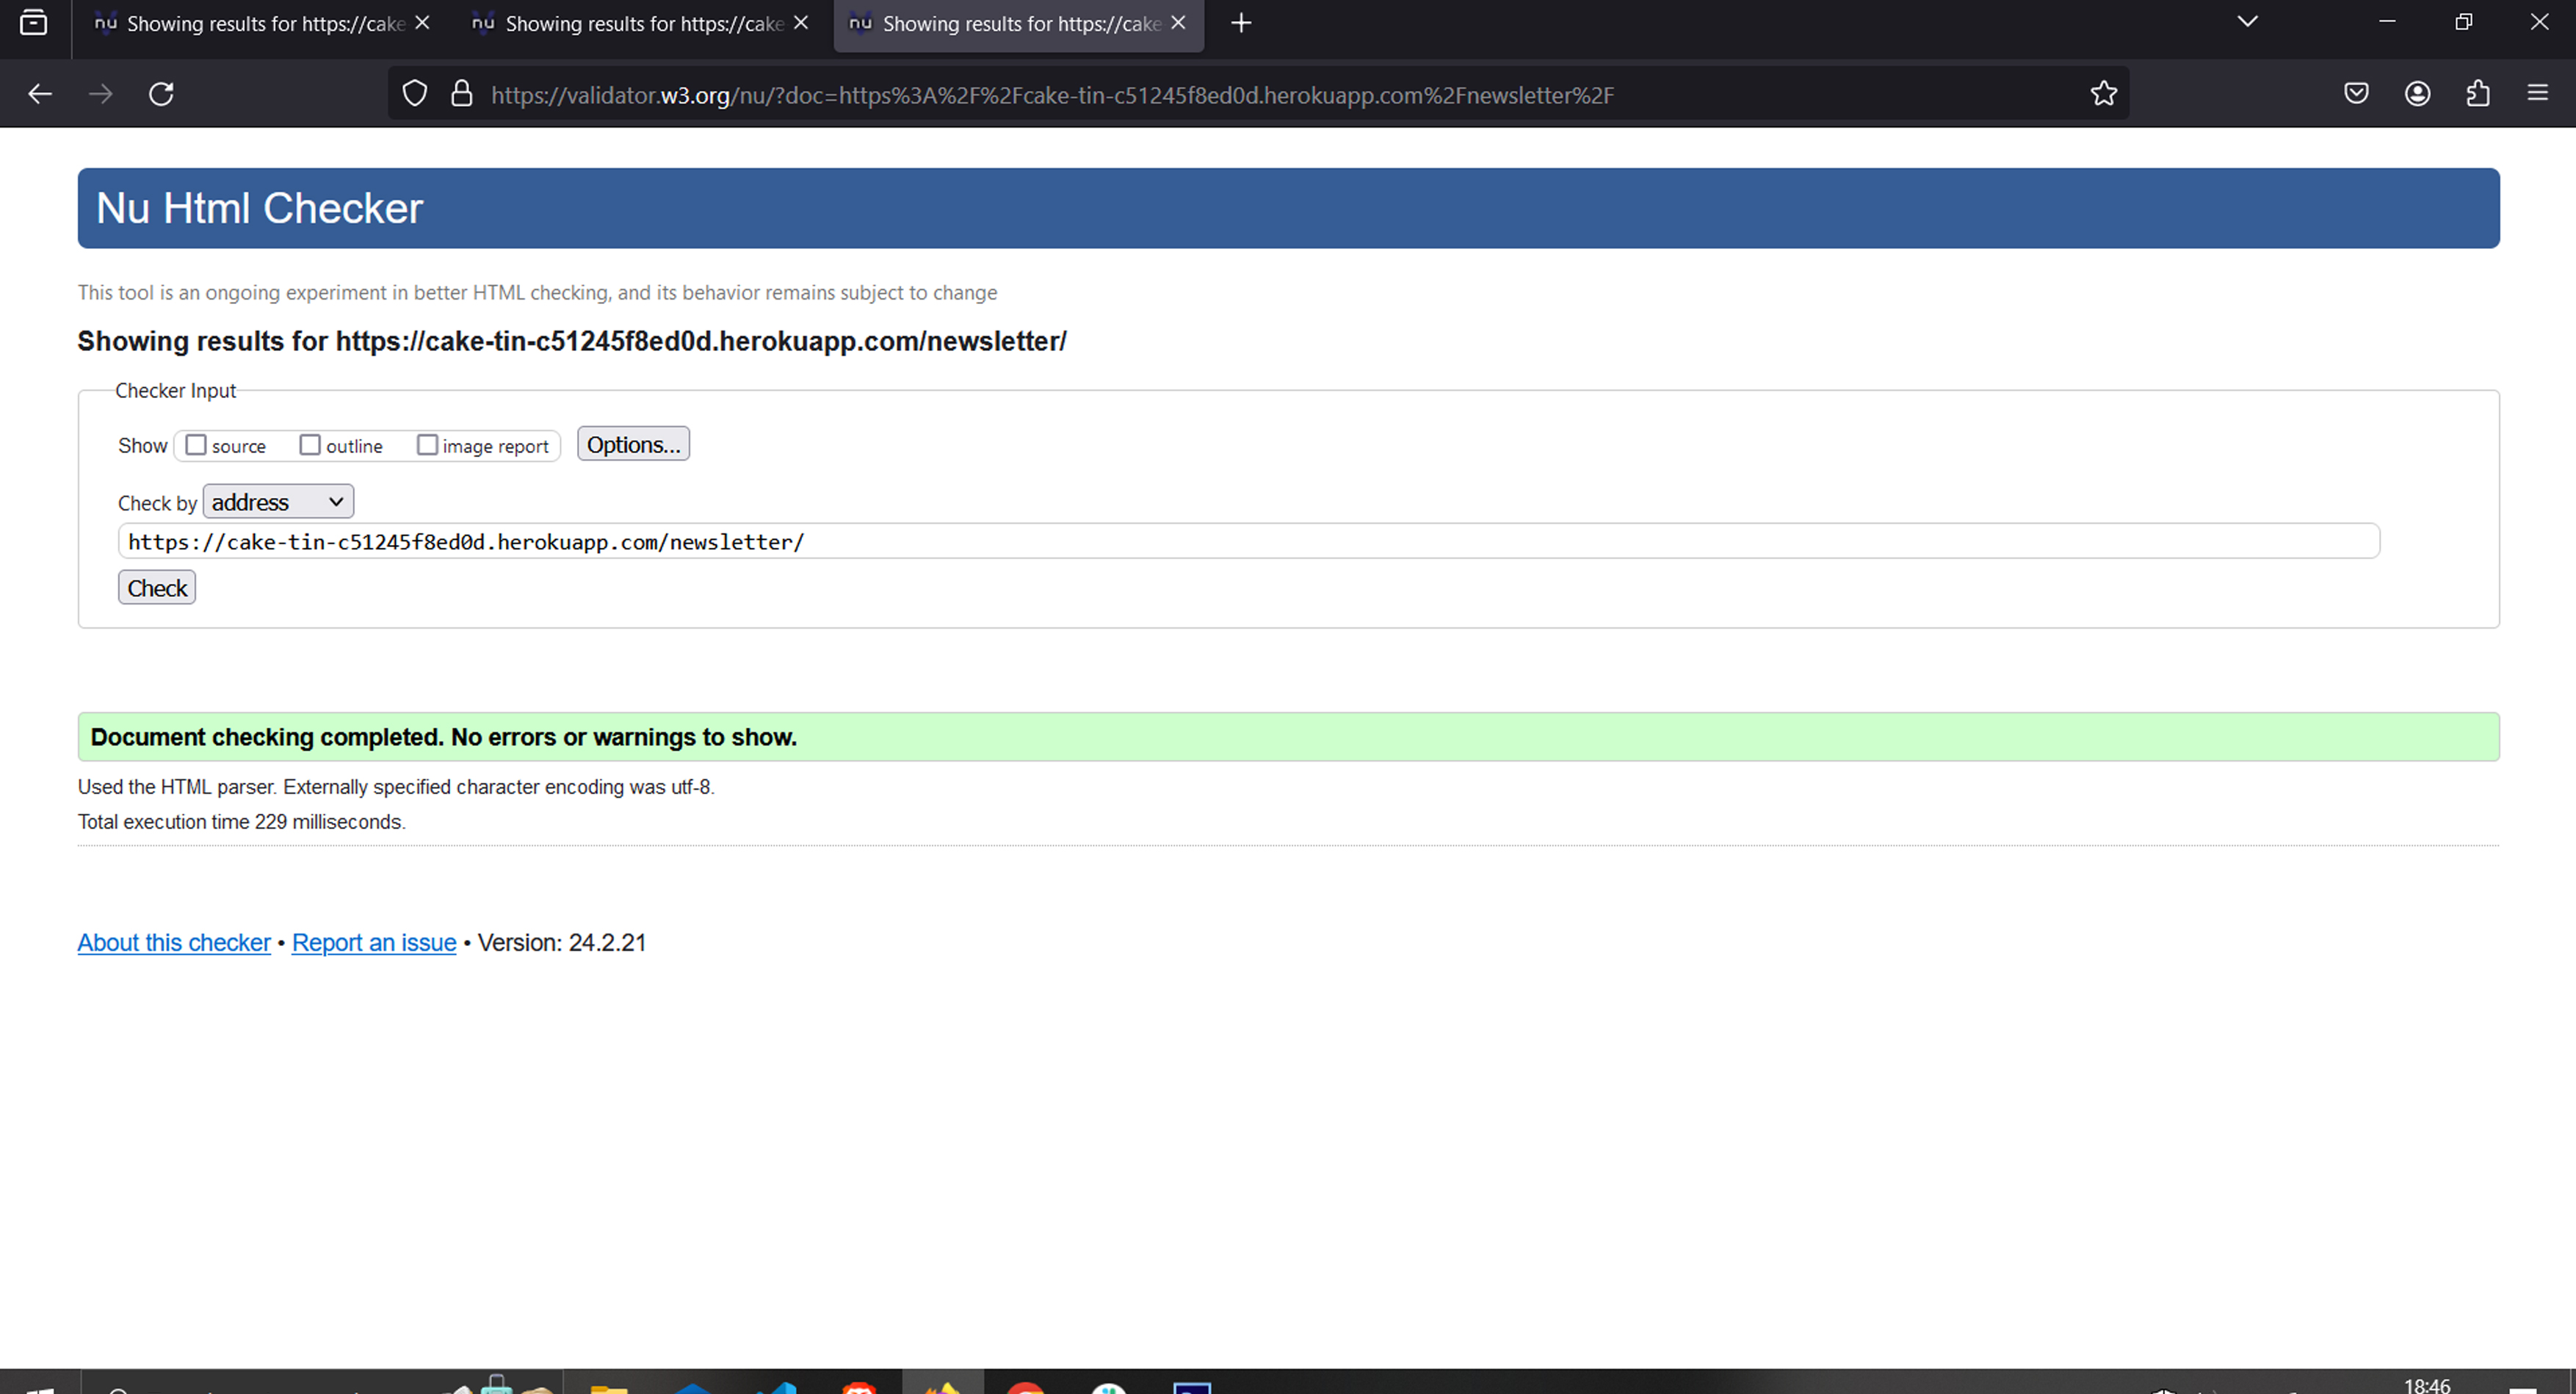 nu Showing results for https://cake nu Showing results for https://cake nu Showing results for https://cake
https://validator.w3.org/nu/?doc=https%3A%2F%2Fcake-tin-c51245f8ed0d.herokuapp.com%2Fnewsletter%2F
Nu Html Checker
This tool is an ongoing experiment in better HTML checking, and its behavior remains subject to change
Showing results for https://cake-tin-c51245f8ed0d.herokuapp.com/newsletter/
Checker Input
Show source outline image report Options...
Check by address
https://cake-tin-c51245f8ed0d.herokuapp.com/newsletter/
Check
Document checking completed. No errors or warnings to show.
Used the HTML parser. Externally specified character encoding was utf-8.
Total execution time 229 milliseconds.
About this checker • Report an issue • Version: 24.2.21
18:46